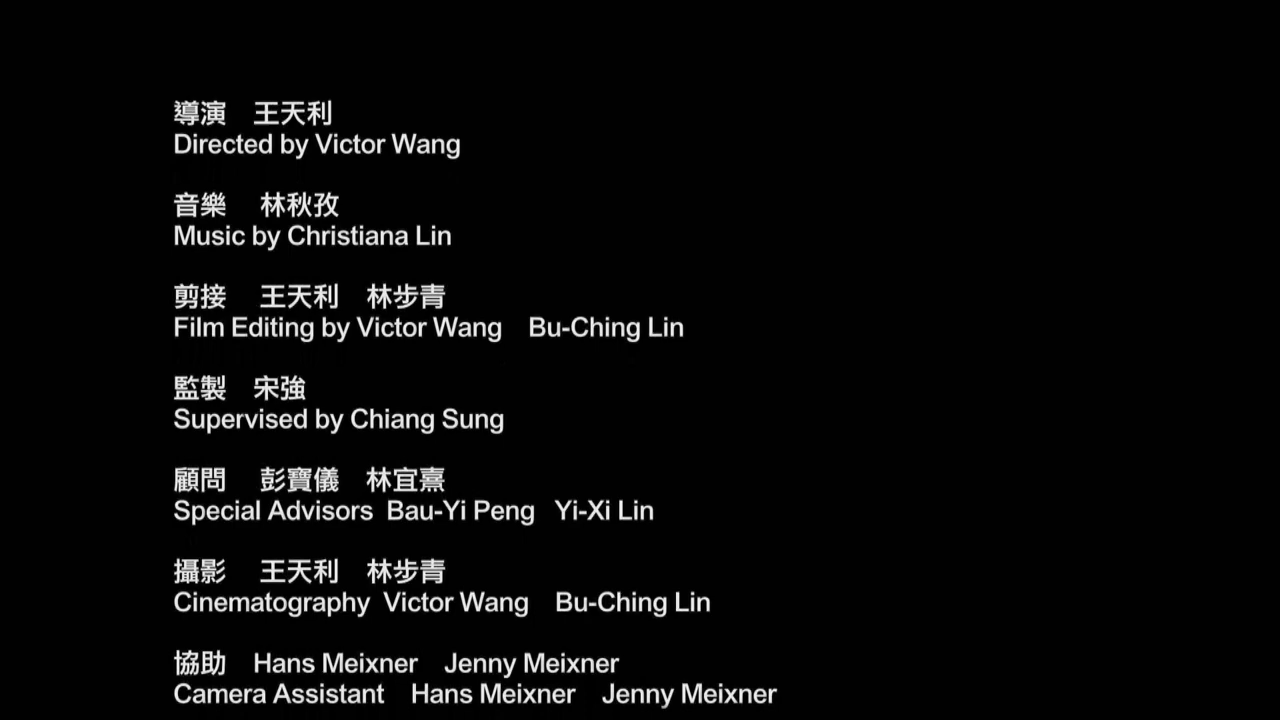 導演 王天利
Directed by Victor Wang
音樂 林秋孜
Music by Christiana Lin
剪接 王天利 林步青
Film Editing by Victor Wang Bu-Ching Lin
監製 宋強
Supervised by Chiang Sung
顧問 彭寶儀 林宜熹
Special Advisors Bau-Yi Peng Yi-Xi Lin
攝影 王天利 林步青
Cinematography Victor Wang Bu-Ching Lin
協助 Hans Meixner Jenny Meixner
Camera Assistant Hans Meixner Jenny Meixner